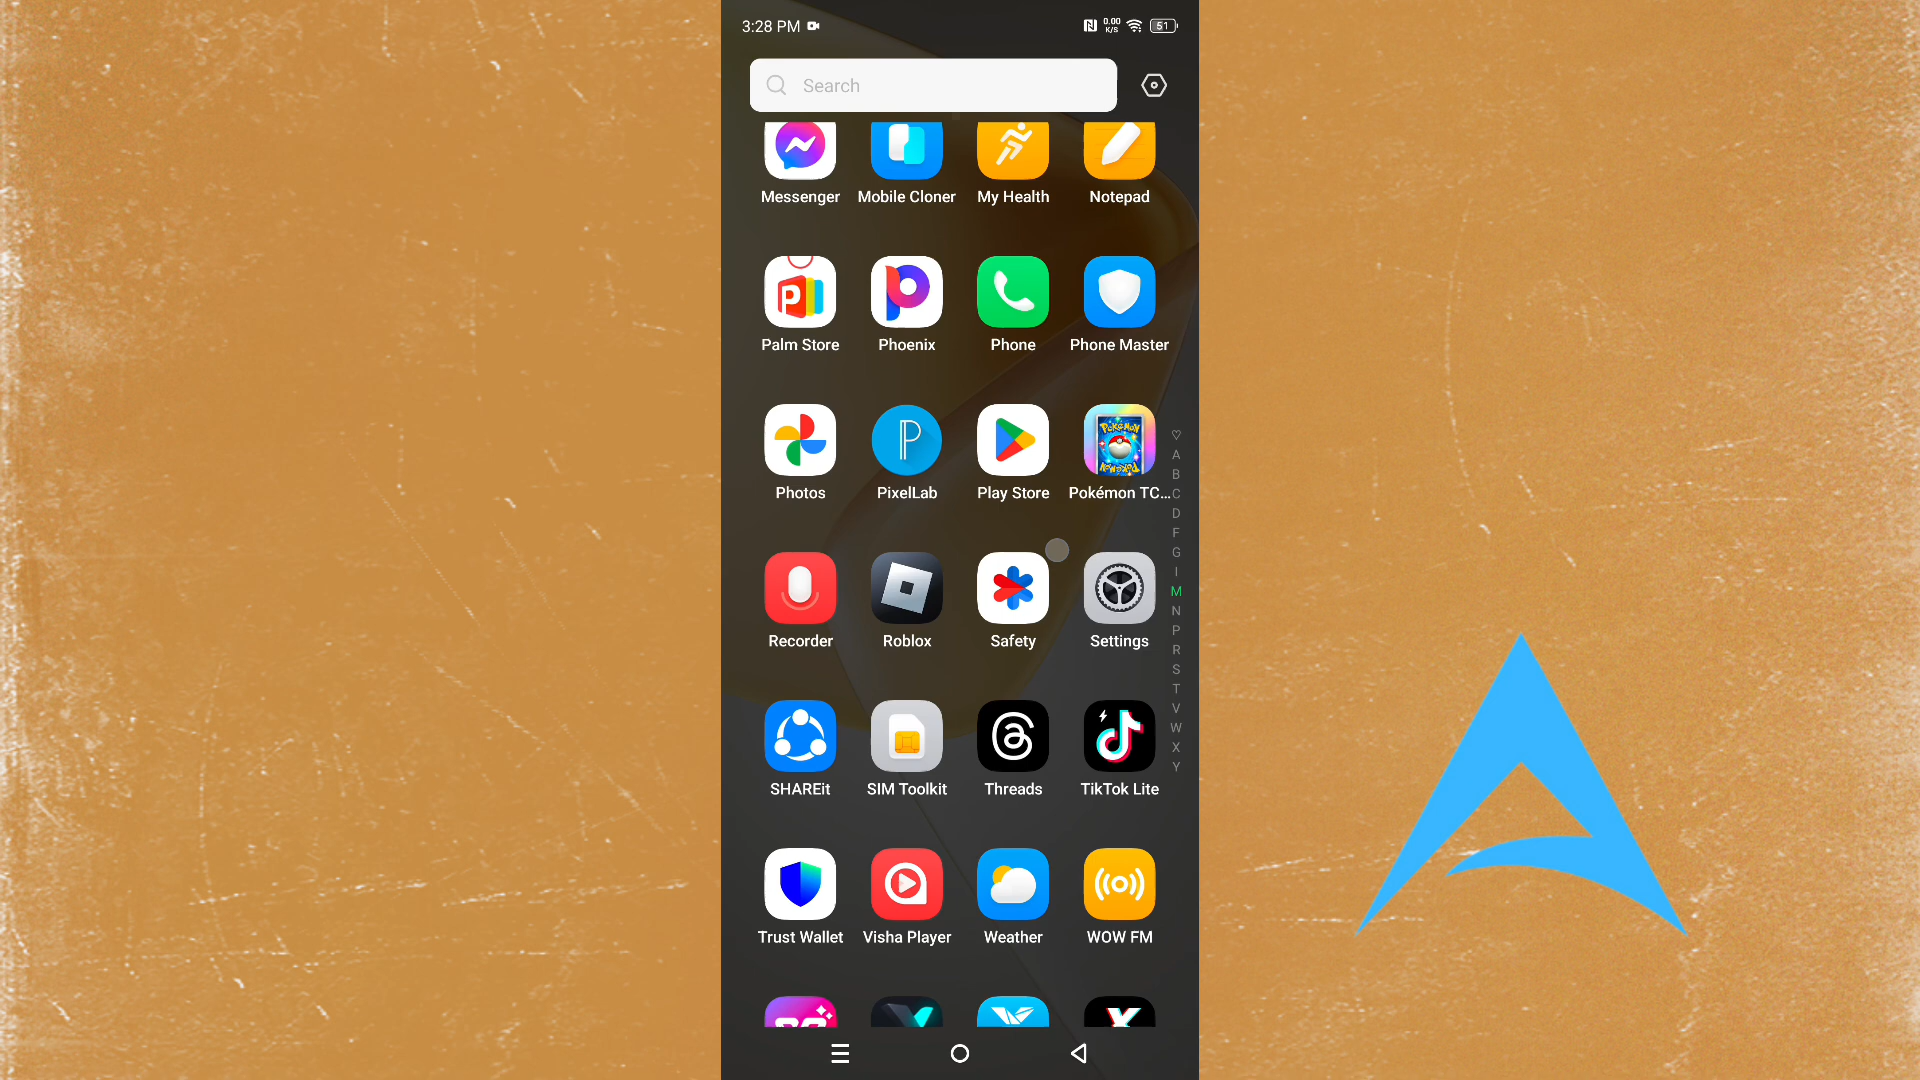 3:28 PM
0.00
K/S
51
Search
Messenger
Mobile Cloner
My Health
Notepad
Palm Store
Phoenix
Phone
Phone Master
Photos
PixelLab
Play Store
Pokémon TC...
Recorder
Roblox
Safety
Settings
SHAREit
SIM Toolkit
Threads
TikTok Lite
Trust Wallet
Visha Player
Weather
WOW FM
A
B
C
D
F
G
I
M
N
P
R
S
T
V
W
X
Y